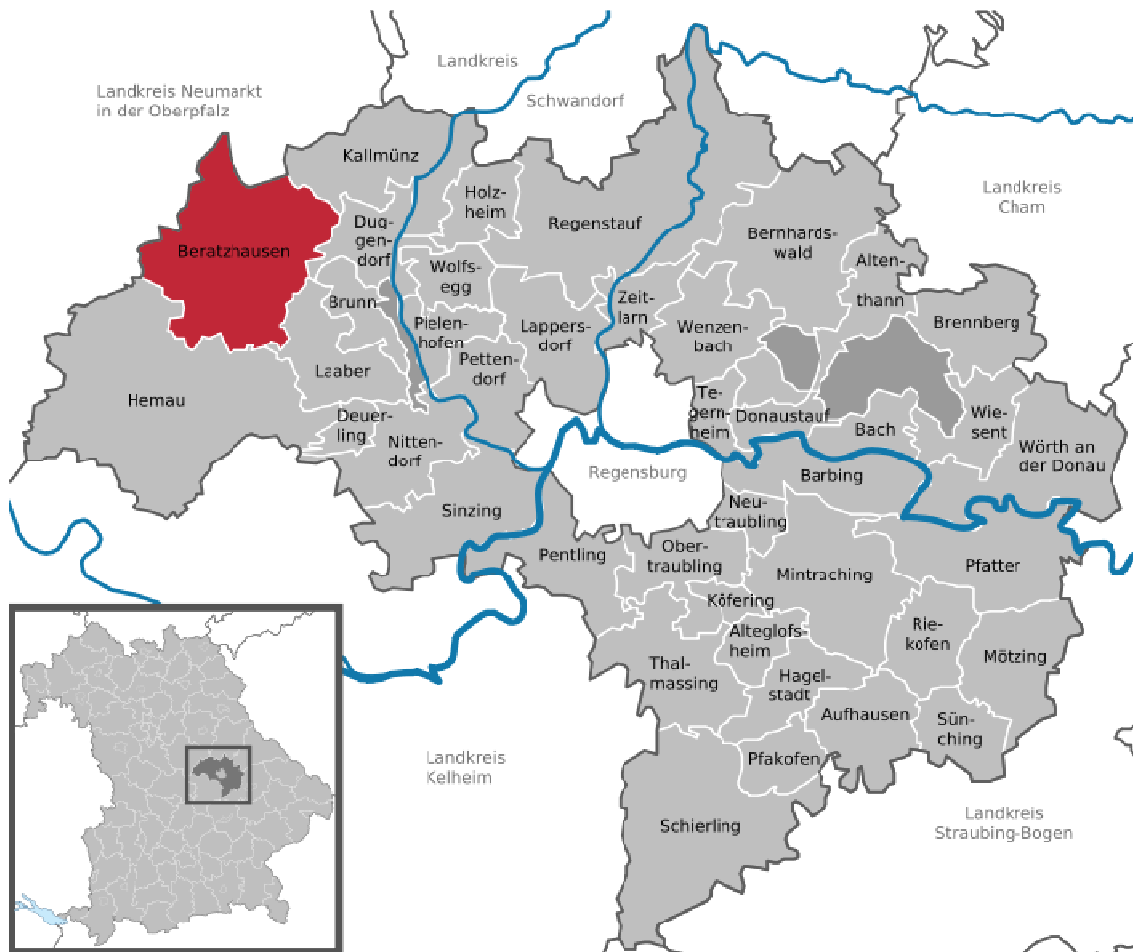 Landkreis
Schwandorf
Landkreis Neumarkt
in der Oberpfalz
Kallmünz
Landkreis
Cham
Holz-
heim
Regenstauf
Dug-
gen-
dorf
Bernhards-
wald
Beratzhausen
Wolfs-
egg
Alten-
thann
Brunn
Zeit-
larn
Pielen-
hofen
Lappers-
dorf
Wenzen-
bach
Brennberg
Petten-
dorf
Laaber
Hemau
Te-
gern-
heim
Donaustauf
Bach
Wie-
sent
Deuer-
ling
Nitten-
dorf
Wörth an
der Donau
Regensburg
Barbing
Sinzing
Neu-
traubling
Pentling
Ober-
traubling
Mintraching
Pfatter
Köfering
Alteglofs-
heim
Rie-
kofen
Mötzing
Thal-
massing
Hagel-
stadt
Aufhausen
Sün-
ching
Pfakofen
Landkreis
Kelheim
Schierling
Landkreis
Straubing-Bogen